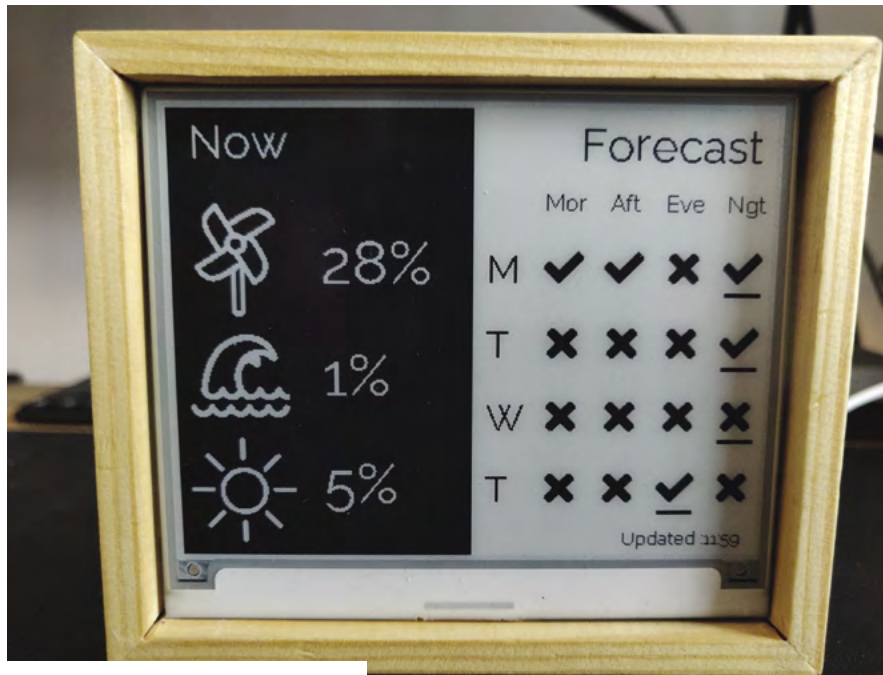 Now
28%
1%
5%
Forecast
Mor Aft Eve Ngt
M
T
W
T
Updated :11:59